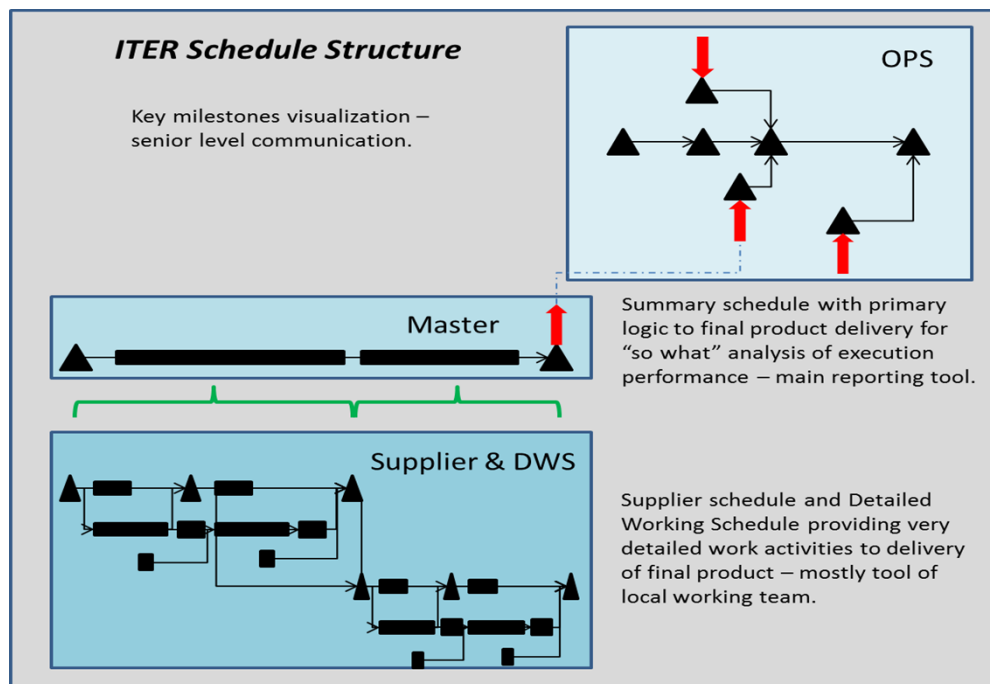 ITER Schedule Structure
OPS
Key milestones visualization –
senior level communication.
Master
Summary schedule with primary
logic to final product delivery for
“so what” analysis of execution
performance – main reporting tool.
Supplier & DWS
Supplier schedule and Detailed
Working Schedule providing very
detailed work activities to delivery
of final product – mostly tool of
local working team.